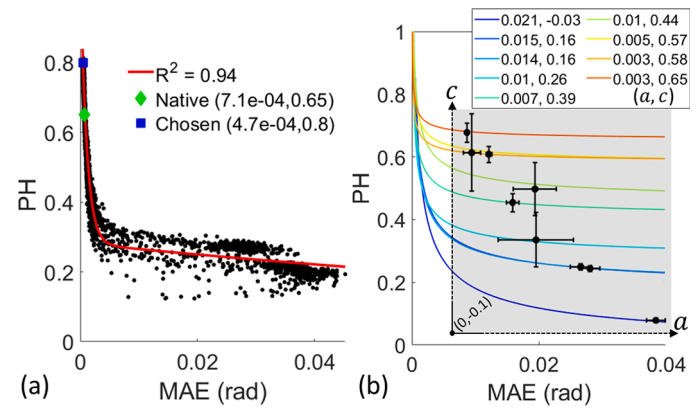 R² = 0.94
Native (7.1e-04,0.65)
Chosen (4.7e-04,0.8)
0.8
0.6
0.4
0.2
0
PH
0
0.02
0.04
MAE (rad)
(a)
0.021, -0.03
0.015, 0.16
0.014, 0.16
0.01, 0.26
0.007, 0.39
0.01, 0.44
0.005, 0.57
0.003, 0.58
0.003, 0.65
(a, c)
1
0.8
0.6
0.4
0.2
0
PH
c
a
(0,-0.1)
0
0.02
0.04
MAE (rad)
(b)